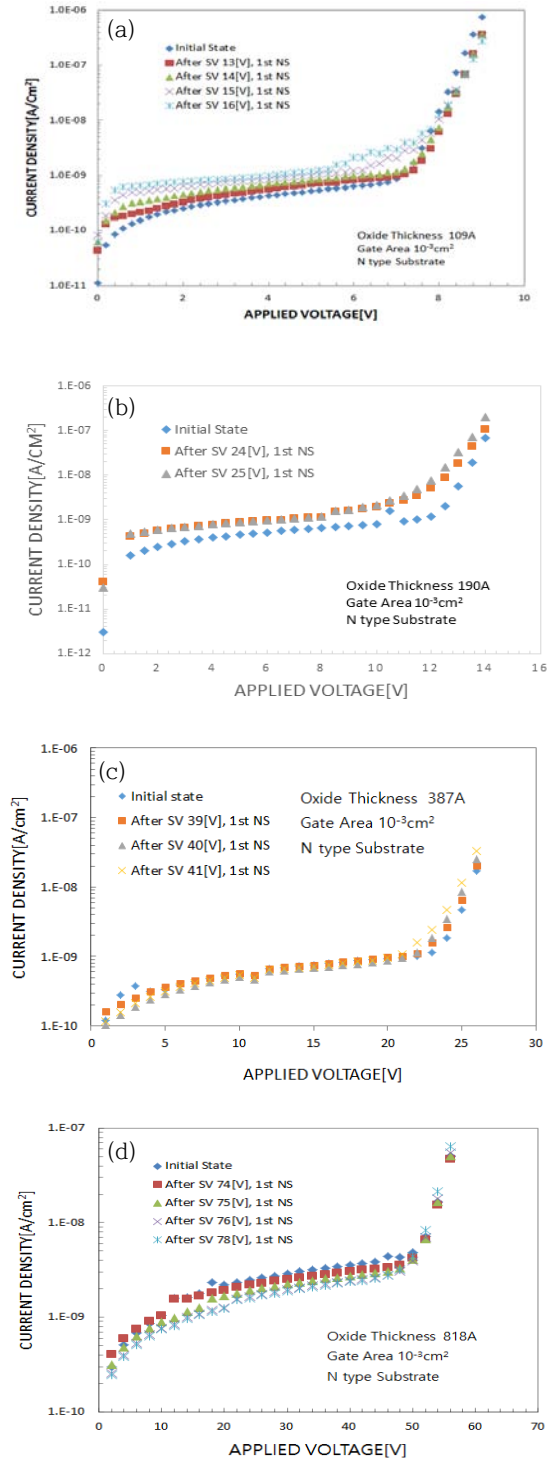 (a)
1.0E-06
1.0E-07
1.0E-08
1.0E-09
1.0E-10
1.0E-11
CURRENT DENSITY[A/Cm²]
Initial State
After SV 13[V], 1st NS
After SV 14[V], 1st NS
After SV 15[V], 1st NS
After SV 16[V], 1st NS
Oxide Thickness 109A
Gate Area 10⁻³cm²
N type Substrate
0 2 4 6 8 10
APPLIED VOLTAGE[V]
(b)
1.E-06
1.E-07
1.E-08
1.E-09
1.E-10
1.E-11
1.E-12
CURRENT DENSITY[A/CM²]
Initial State
After SV 24[V], 1st NS
After SV 25[V], 1st NS
Oxide Thickness 190A
Gate Area 10⁻³cm²
N type Substrate
0 2 4 6 8 10 12 14 16
APPLIED VOLTAGE[V]
(c)
1.E-06
1.E-07
1.E-08
1.E-09
1.E-10
CURRENT DENSITY[A/cm²]
Initial state
After SV 39[V], 1st NS
After SV 40[V], 1st NS
After SV 41[V], 1st NS
Oxide Thickness 387A
Gate Area 10⁻³cm²
N type Substrate
0 5 10 15 20 25 30
APPLIED VOLTAGE[V]
(d)
1.E-07
1.E-08
1.E-09
1.E-10
CURRENT DENSITY[A/cm²]
Initial State
After SV 74[V], 1st NS
After SV 75[V], 1st NS
After SV 76[V], 1st NS
After SV 78[V], 1st NS
Oxide Thickness 818A
Gate Area 10⁻³cm²
N type Substrate
0 10 20 30 40 50 60 70
APPLIED VOLTAGE[V]